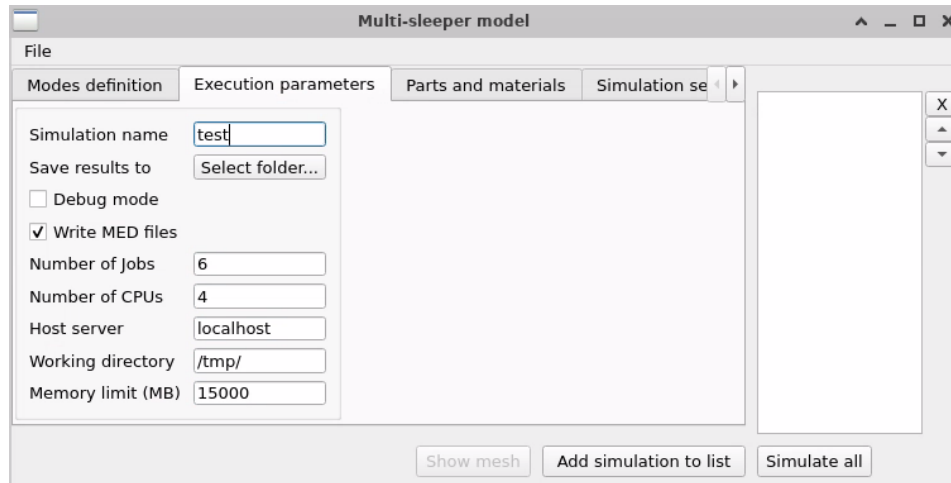 Multi-sleeper model
File
Modes definition
Execution parameters
Parts and materials
Simulation se
X
Simulation name test
Save results to Select folder...
Debug mode
Write MED files
Number of Jobs 6
Number of CPUs 4
Host server localhost
Working directory /tmp/
Memory limit (MB) 15000
Show mesh
Add simulation to list
Simulate all